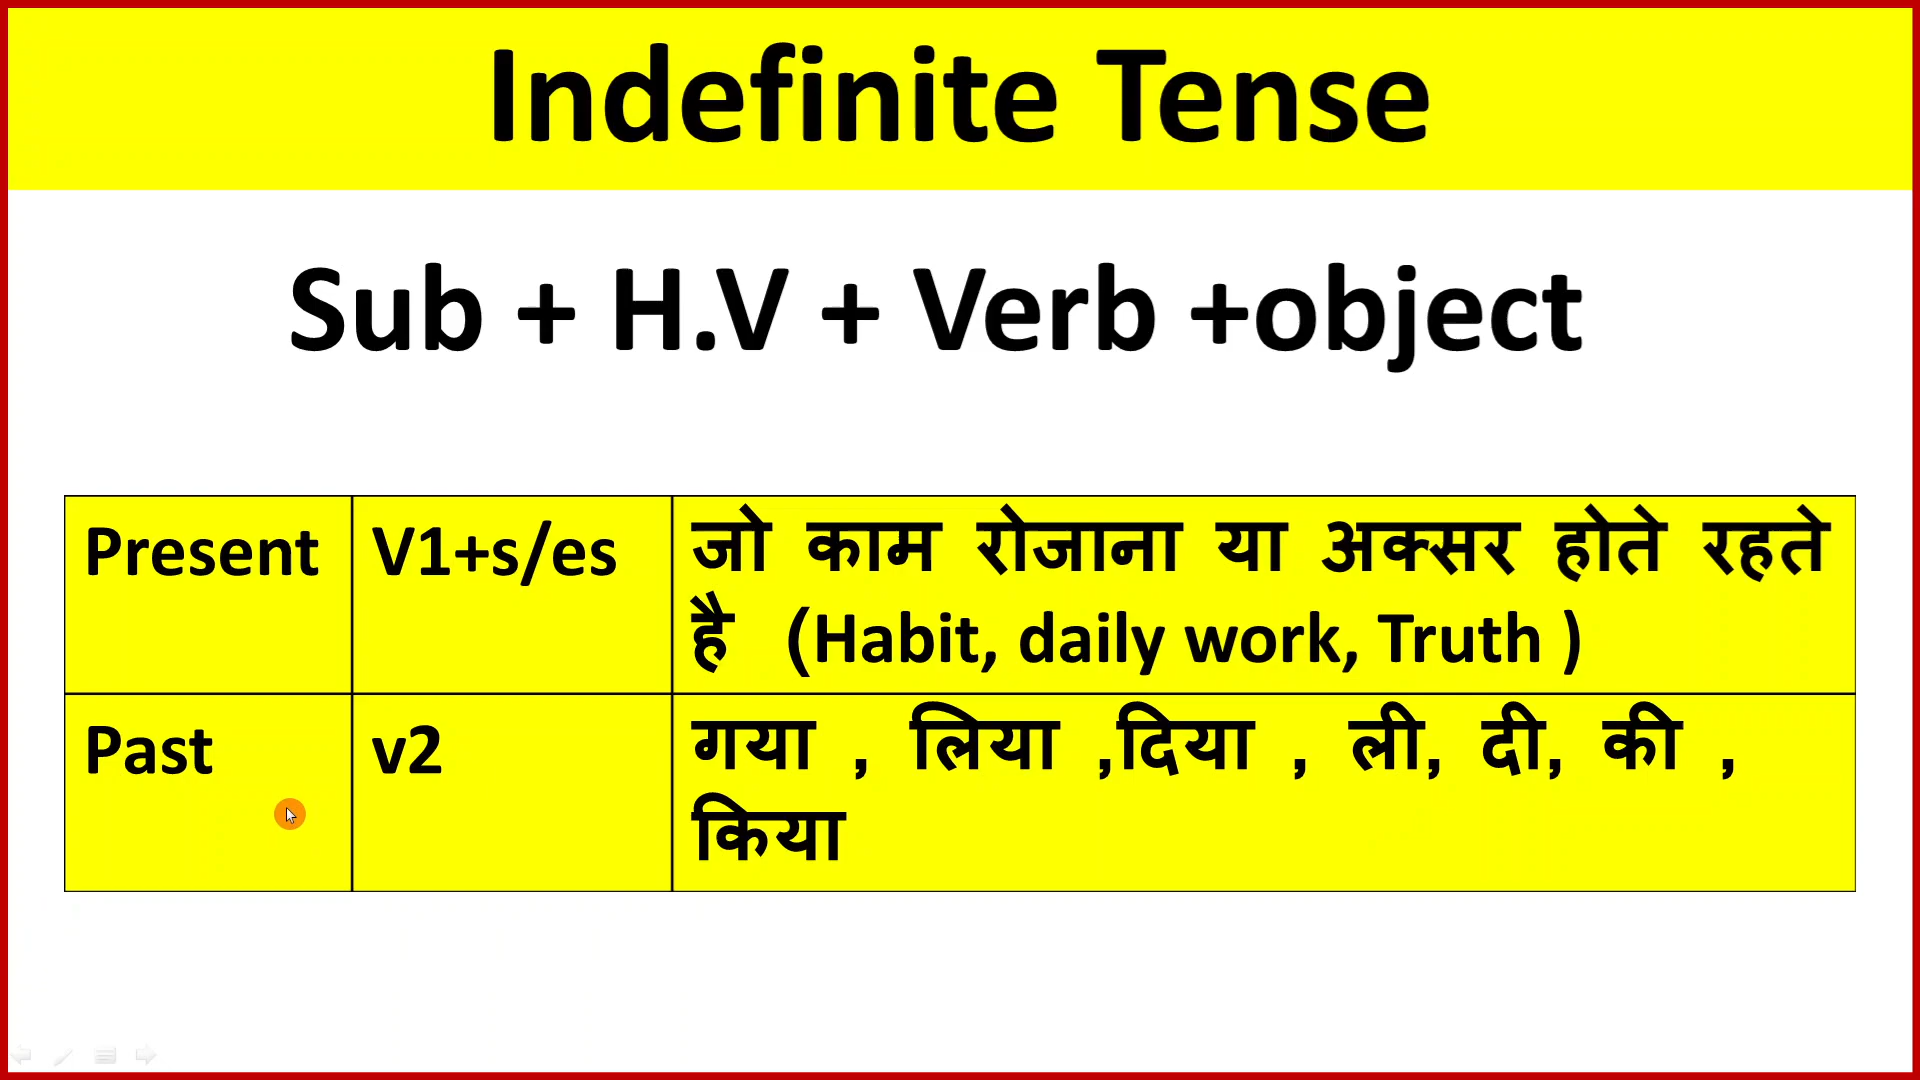 Indefinite Tense
Sub + H.V + Verb +object
Present
V1+s/es
जो काम रोजाना या अक्सर होते रहते
है (Habit, daily work, Truth )
Past
v2
गया , लिया ,दिया , ली, दी, की ,
किया